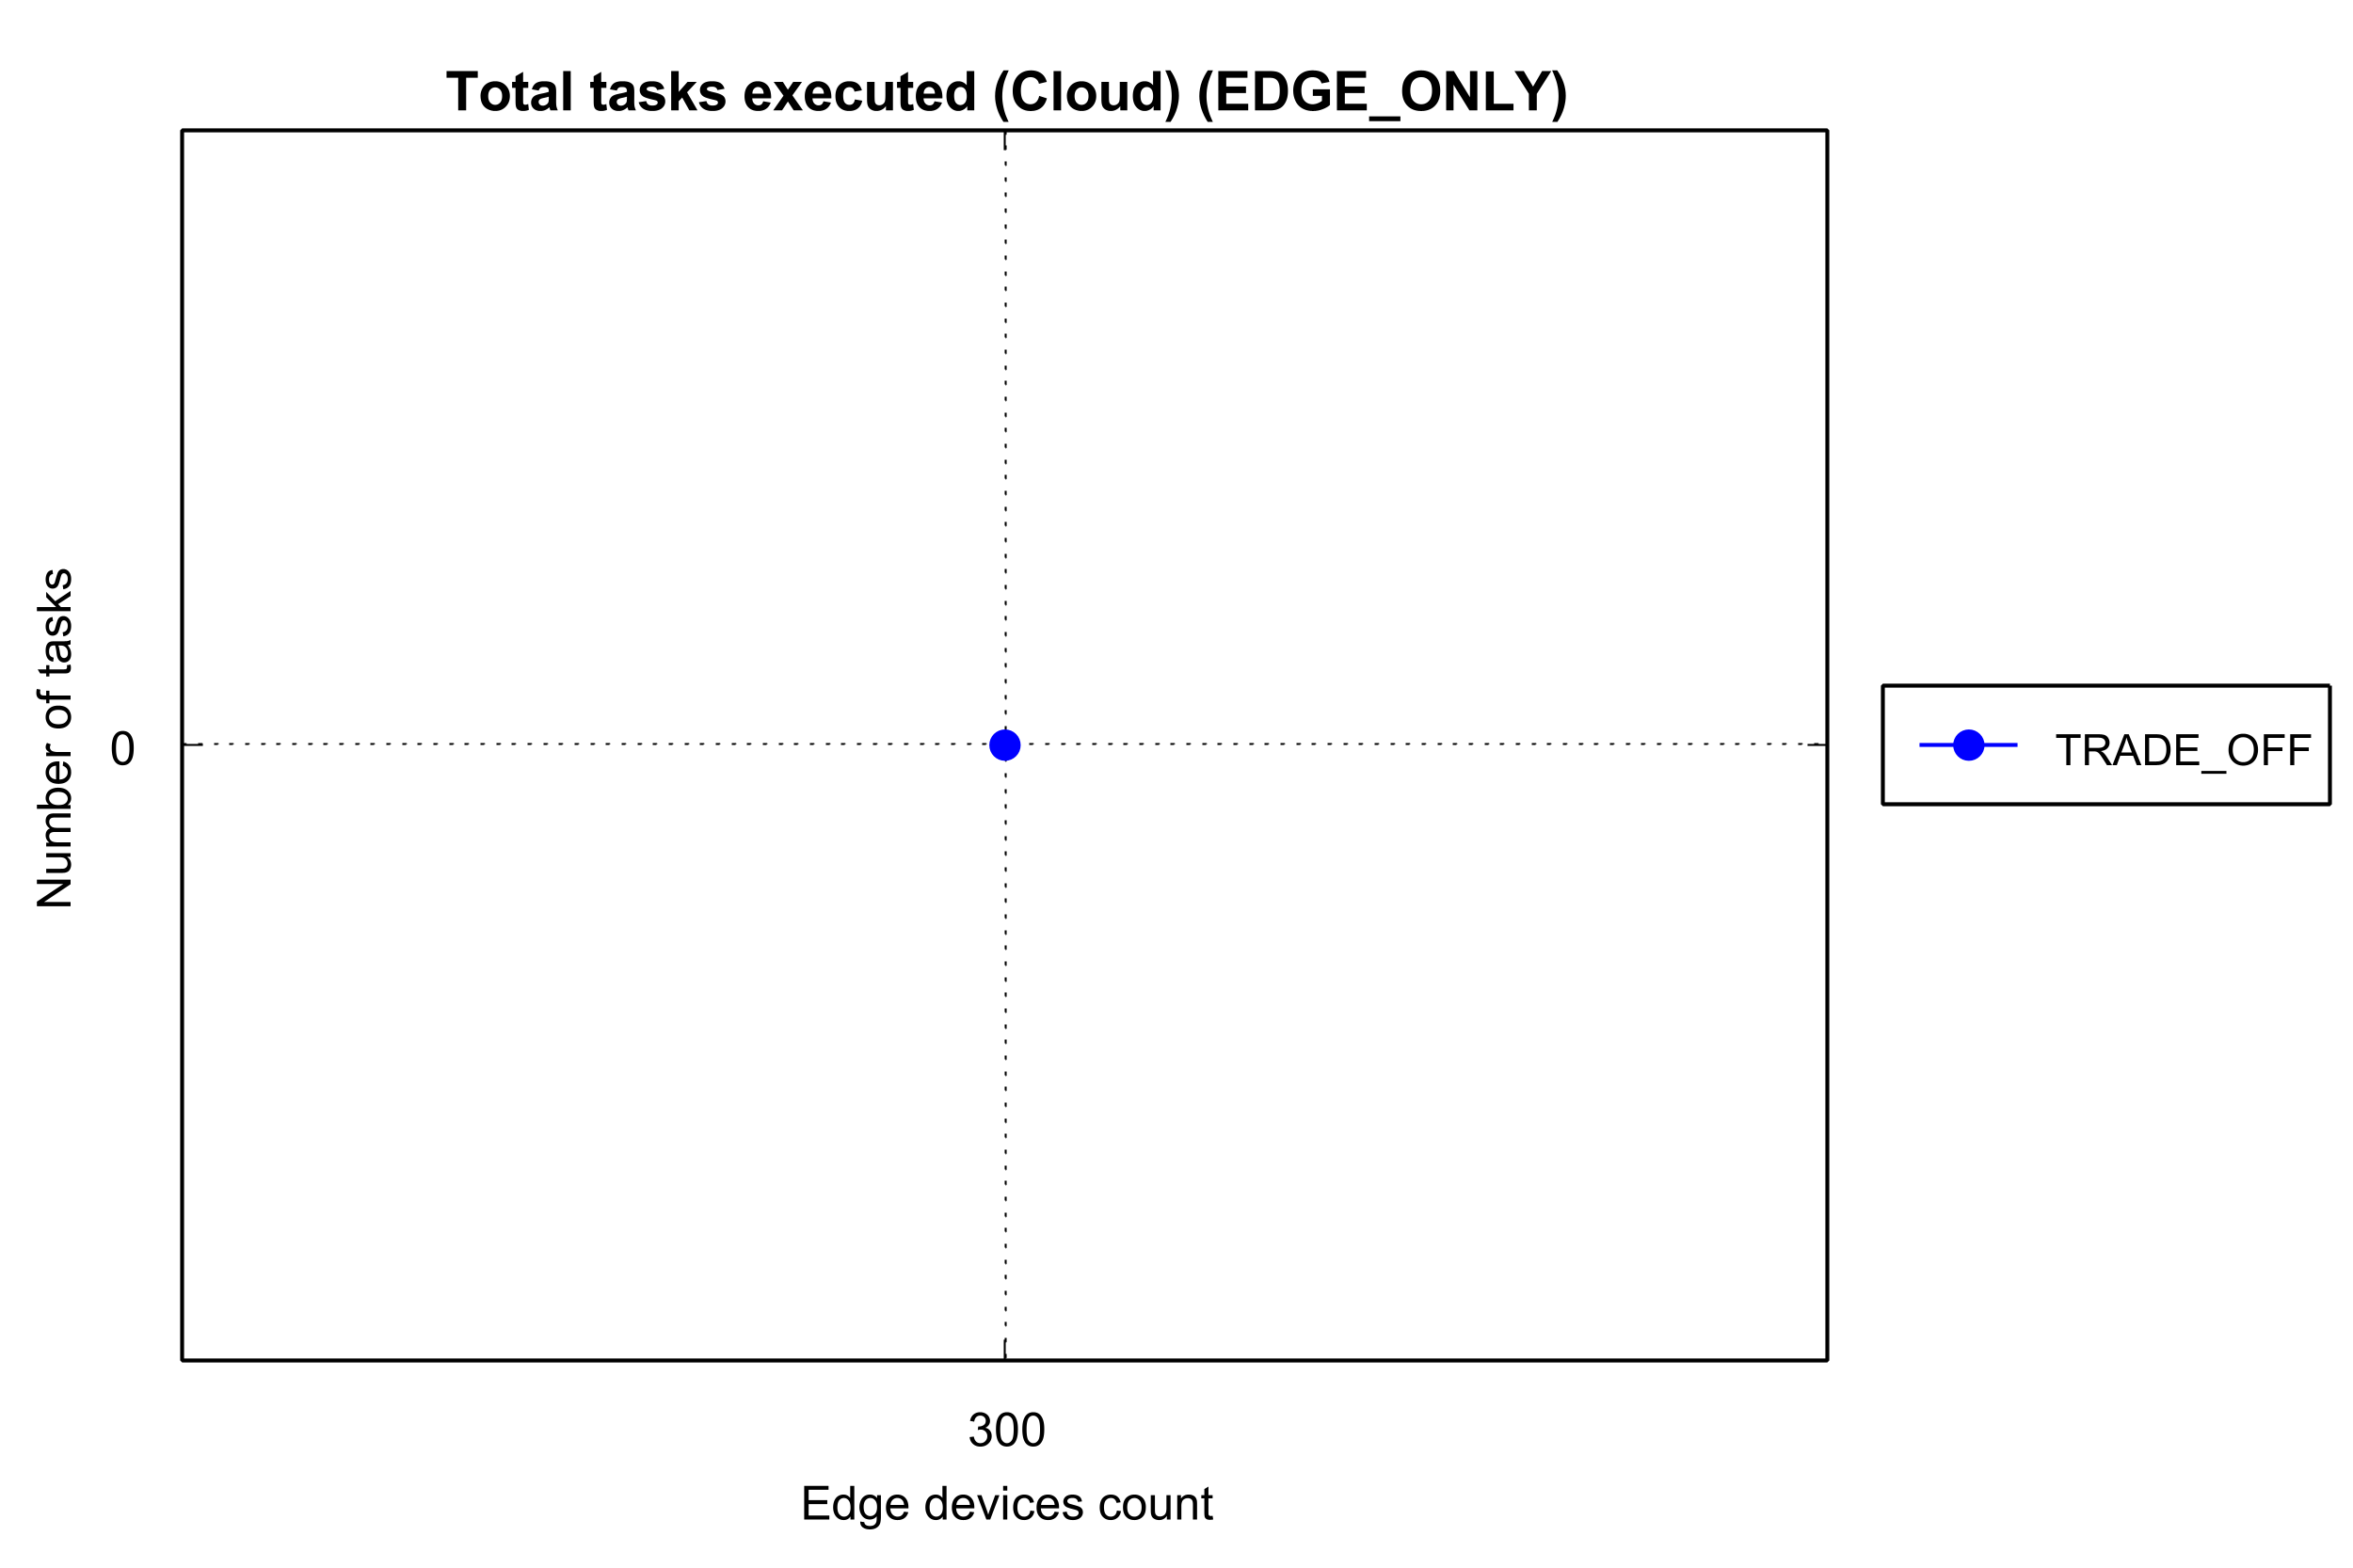 Total tasks executed (Cloud) (EDGE_ONLY)
Number of tasks
0
TRADE_OFF
300
Edge devices count